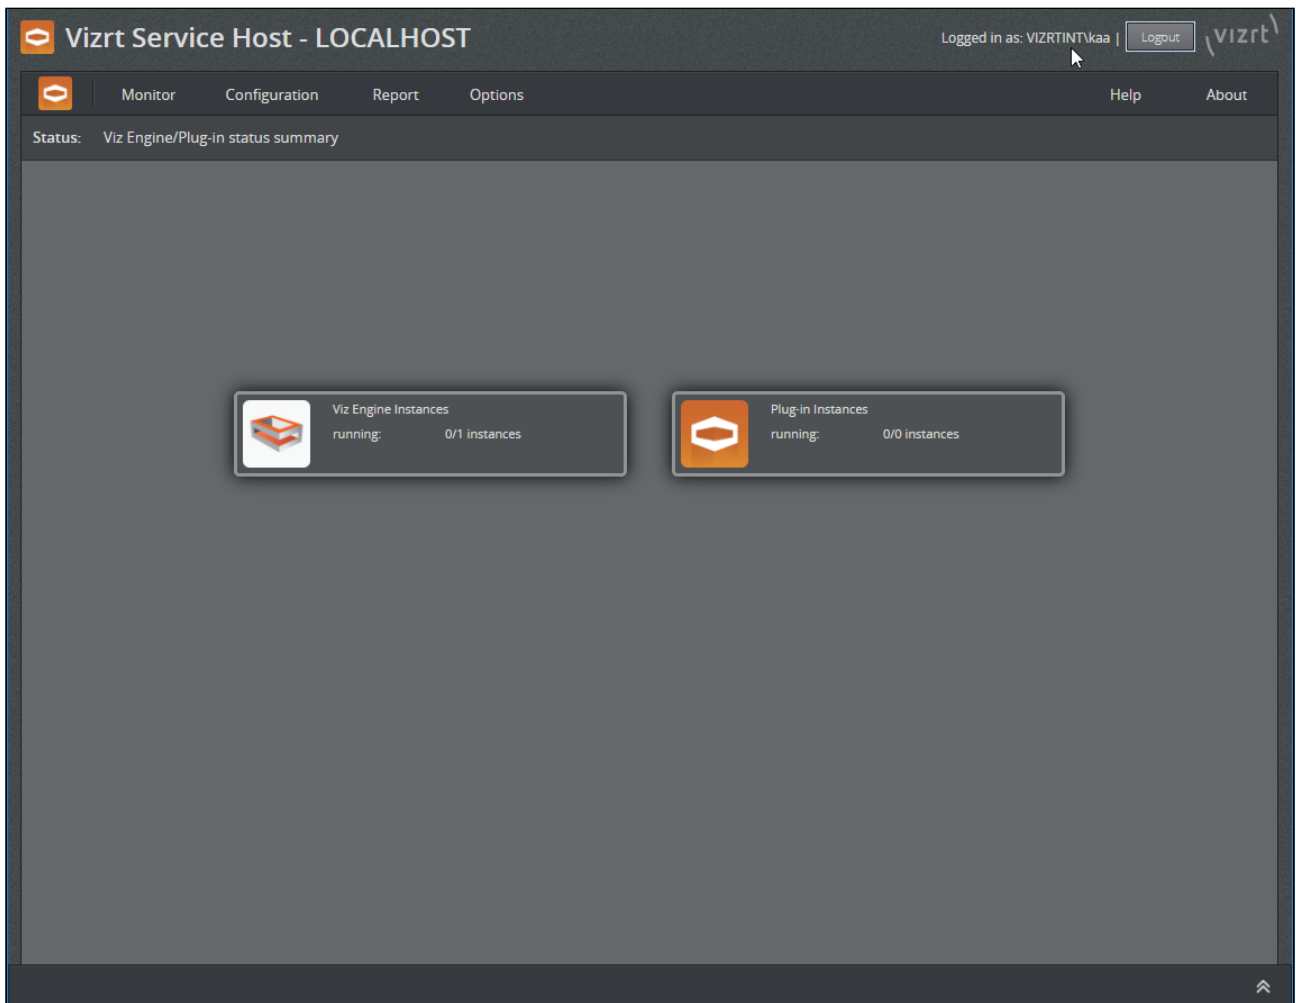 Vizrt Service Host - LOCALHOST
Logged in as: VIZRTINT\kaa | Logout
\vizrt\
Monitor Configuration Report Options Help About
Status: Viz Engine/Plug-in status summary
Viz Engine Instances
running: 0/1 instances
Plug-in Instances
running: 0/0 instances